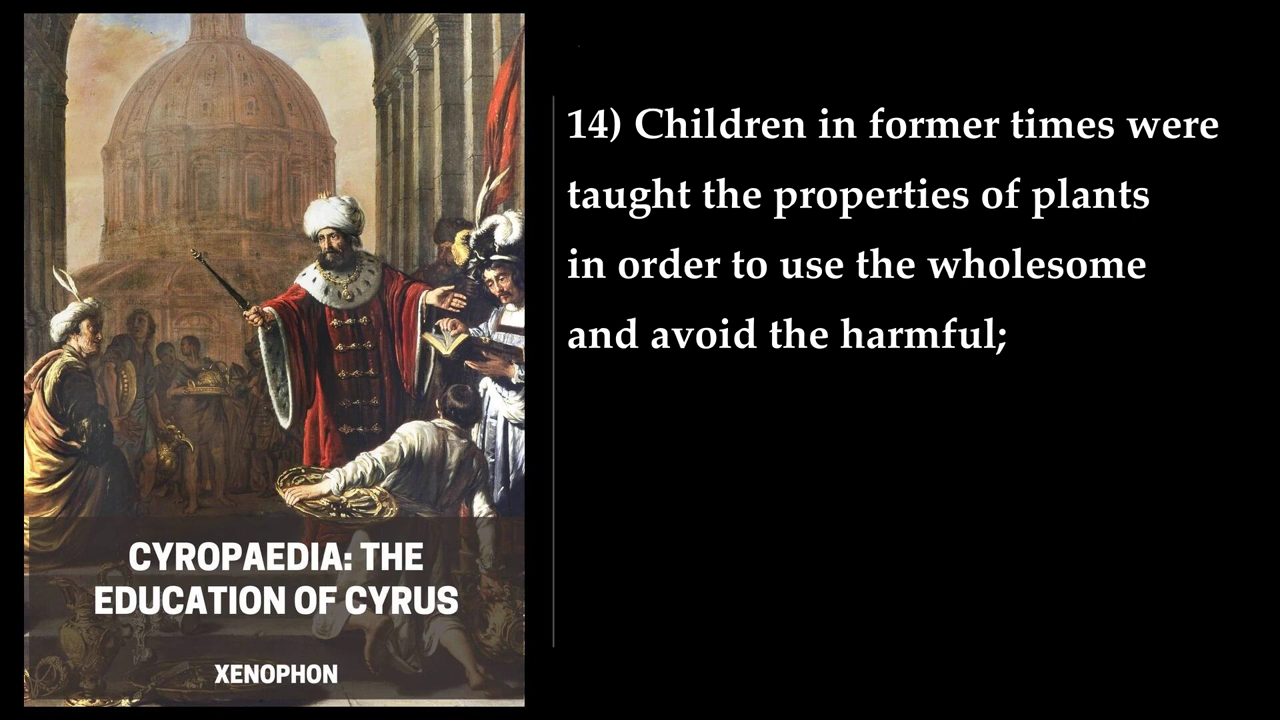 CYROPAEDIA: THE
EDUCATION OF CYRUS
XENOPHON
14) Children in former times were
taught the properties of plants
in order to use the wholesome
and avoid the harmful;